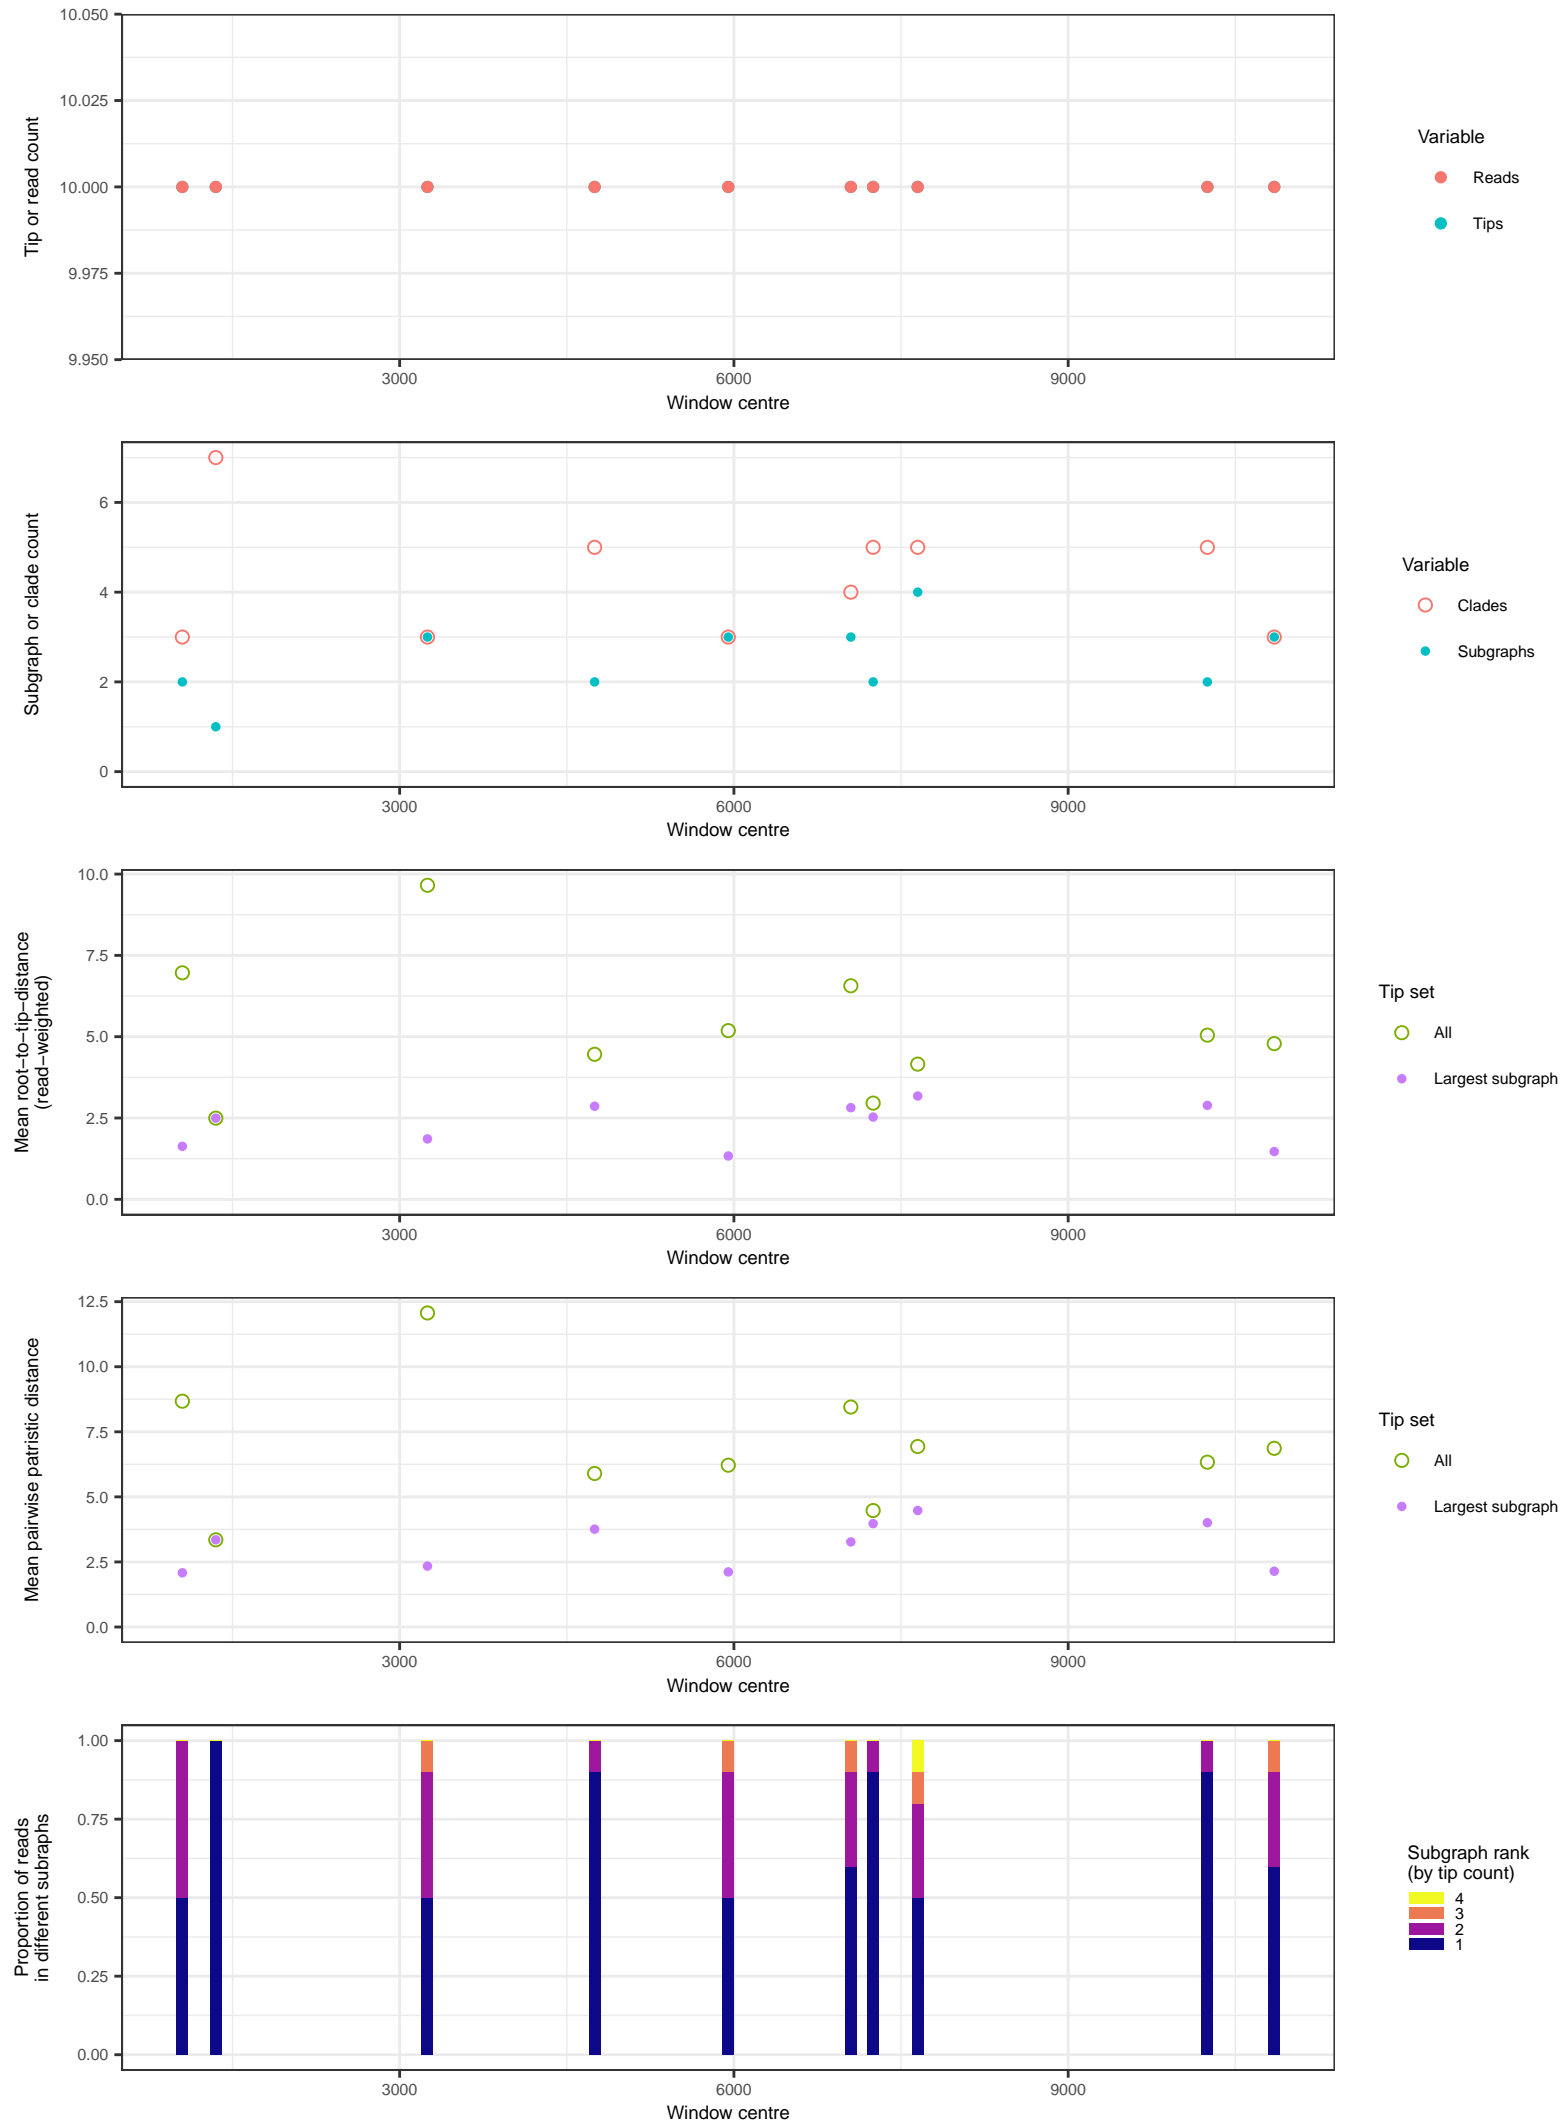 10.050
10.025
10.000
9.975
9.950
Tip or read count
3000 6000 9000
Window centre
Variable
Reads
Tips
6
4
2
0
Subgraph or clade count
3000 6000 9000
Window centre
Variable
Clades
Subgraphs
10.0
7.5
5.0
2.5
0.0
Mean root−to−tip−distance
(read−weighted)
3000 6000 9000
Window centre
Tip set
All
Largest subgraph
12.5
10.0
7.5
5.0
2.5
0.0
Mean pairwise patristic distance
3000 6000 9000
Window centre
Tip set
All
Largest subgraph
1.00
0.75
0.50
0.25
0.00
Proportion of reads
in different subraphs
3000 6000 9000
Window centre
Subgraph rank
(by tip count)
4
3
2
1